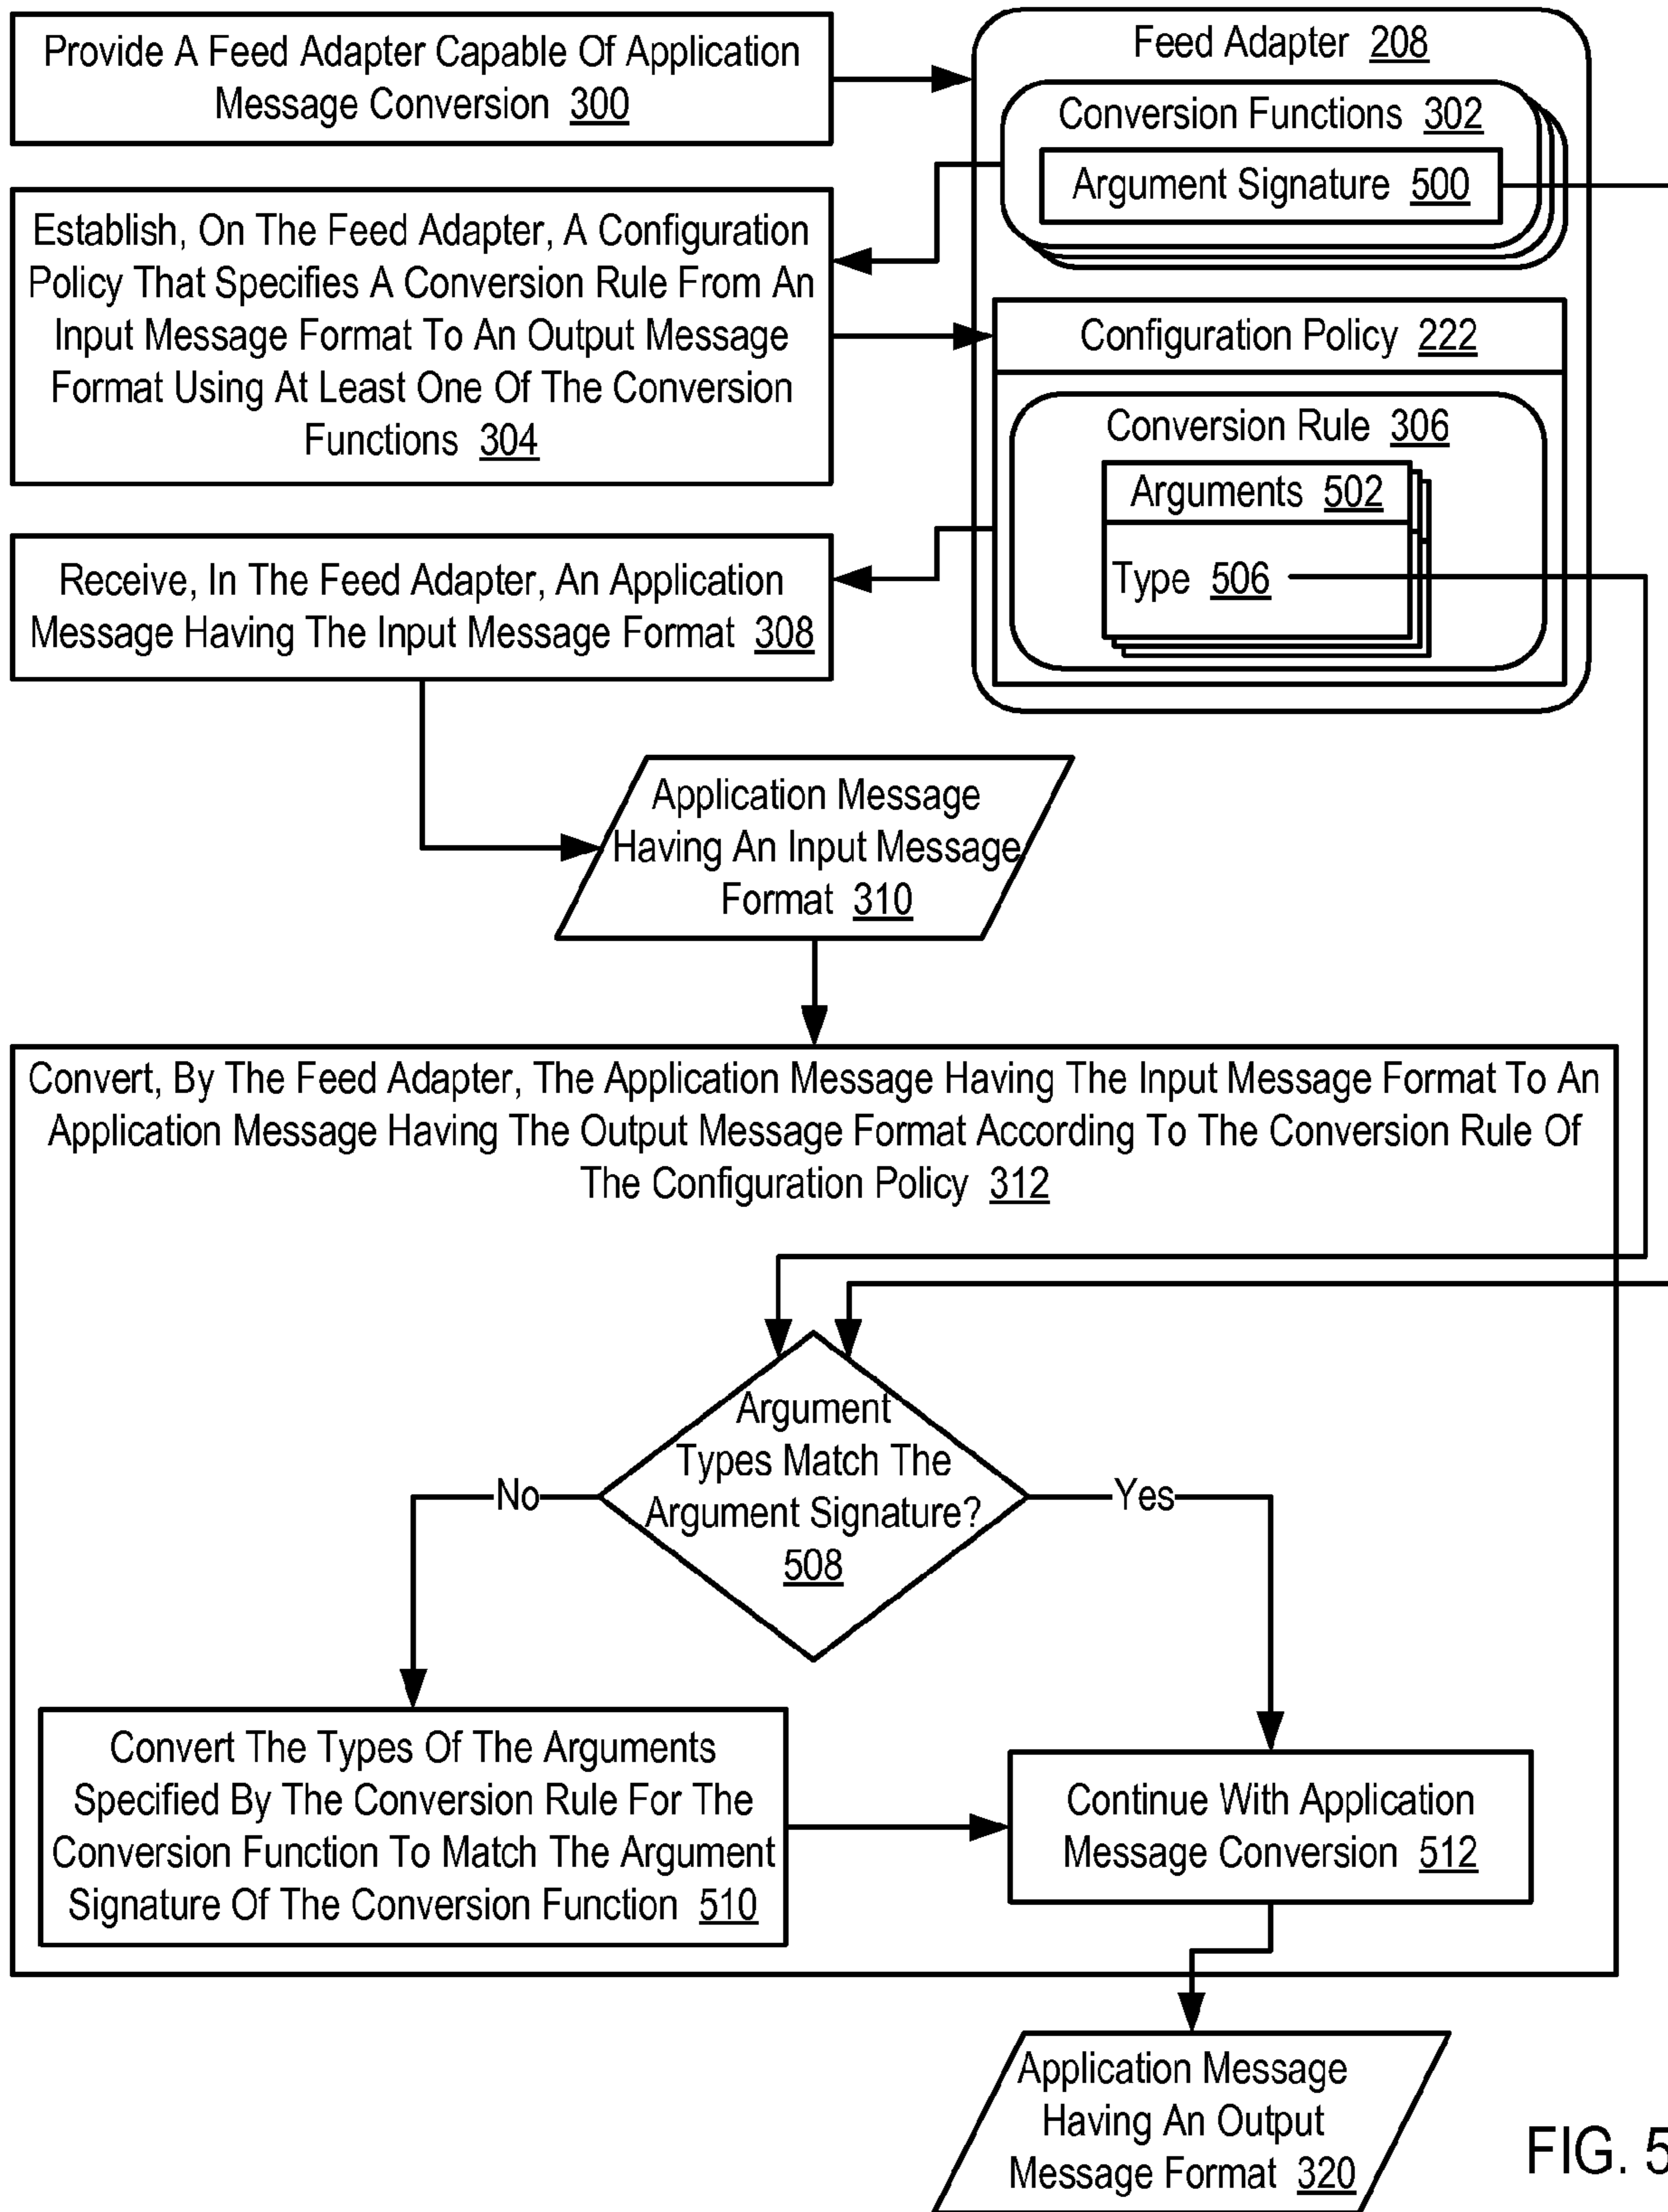 Provide A Feed Adapter Capable Of Application
Message Conversion 300
Feed Adapter 208
Conversion Functions 302
Argument Signature 500
Establish, On The Feed Adapter, A Configuration
Policy That Specifies A Conversion Rule From An
Input Message Format To An Output Message
Format Using At Least One Of The Conversion
Functions 304
Configuration Policy 222
Conversion Rule 306
Arguments 502
Type 506
Receive, In The Feed Adapter, An Application
Message Having The Input Message Format 308
Application Message
Having An Input Message
Format 310
Convert, By The Feed Adapter, The Application Message Having The Input Message Format To An
Application Message Having The Output Message Format According To The Conversion Rule Of
The Configuration Policy 312
Argument
Types Match The
Argument Signature?
508
No
Yes
Convert The Types Of The Arguments
Specified By The Conversion Rule For The
Conversion Function To Match The Argument
Signature Of The Conversion Function 510
Continue With Application
Message Conversion 512
Application Message
Having An Output
Message Format 320
FIG. 5